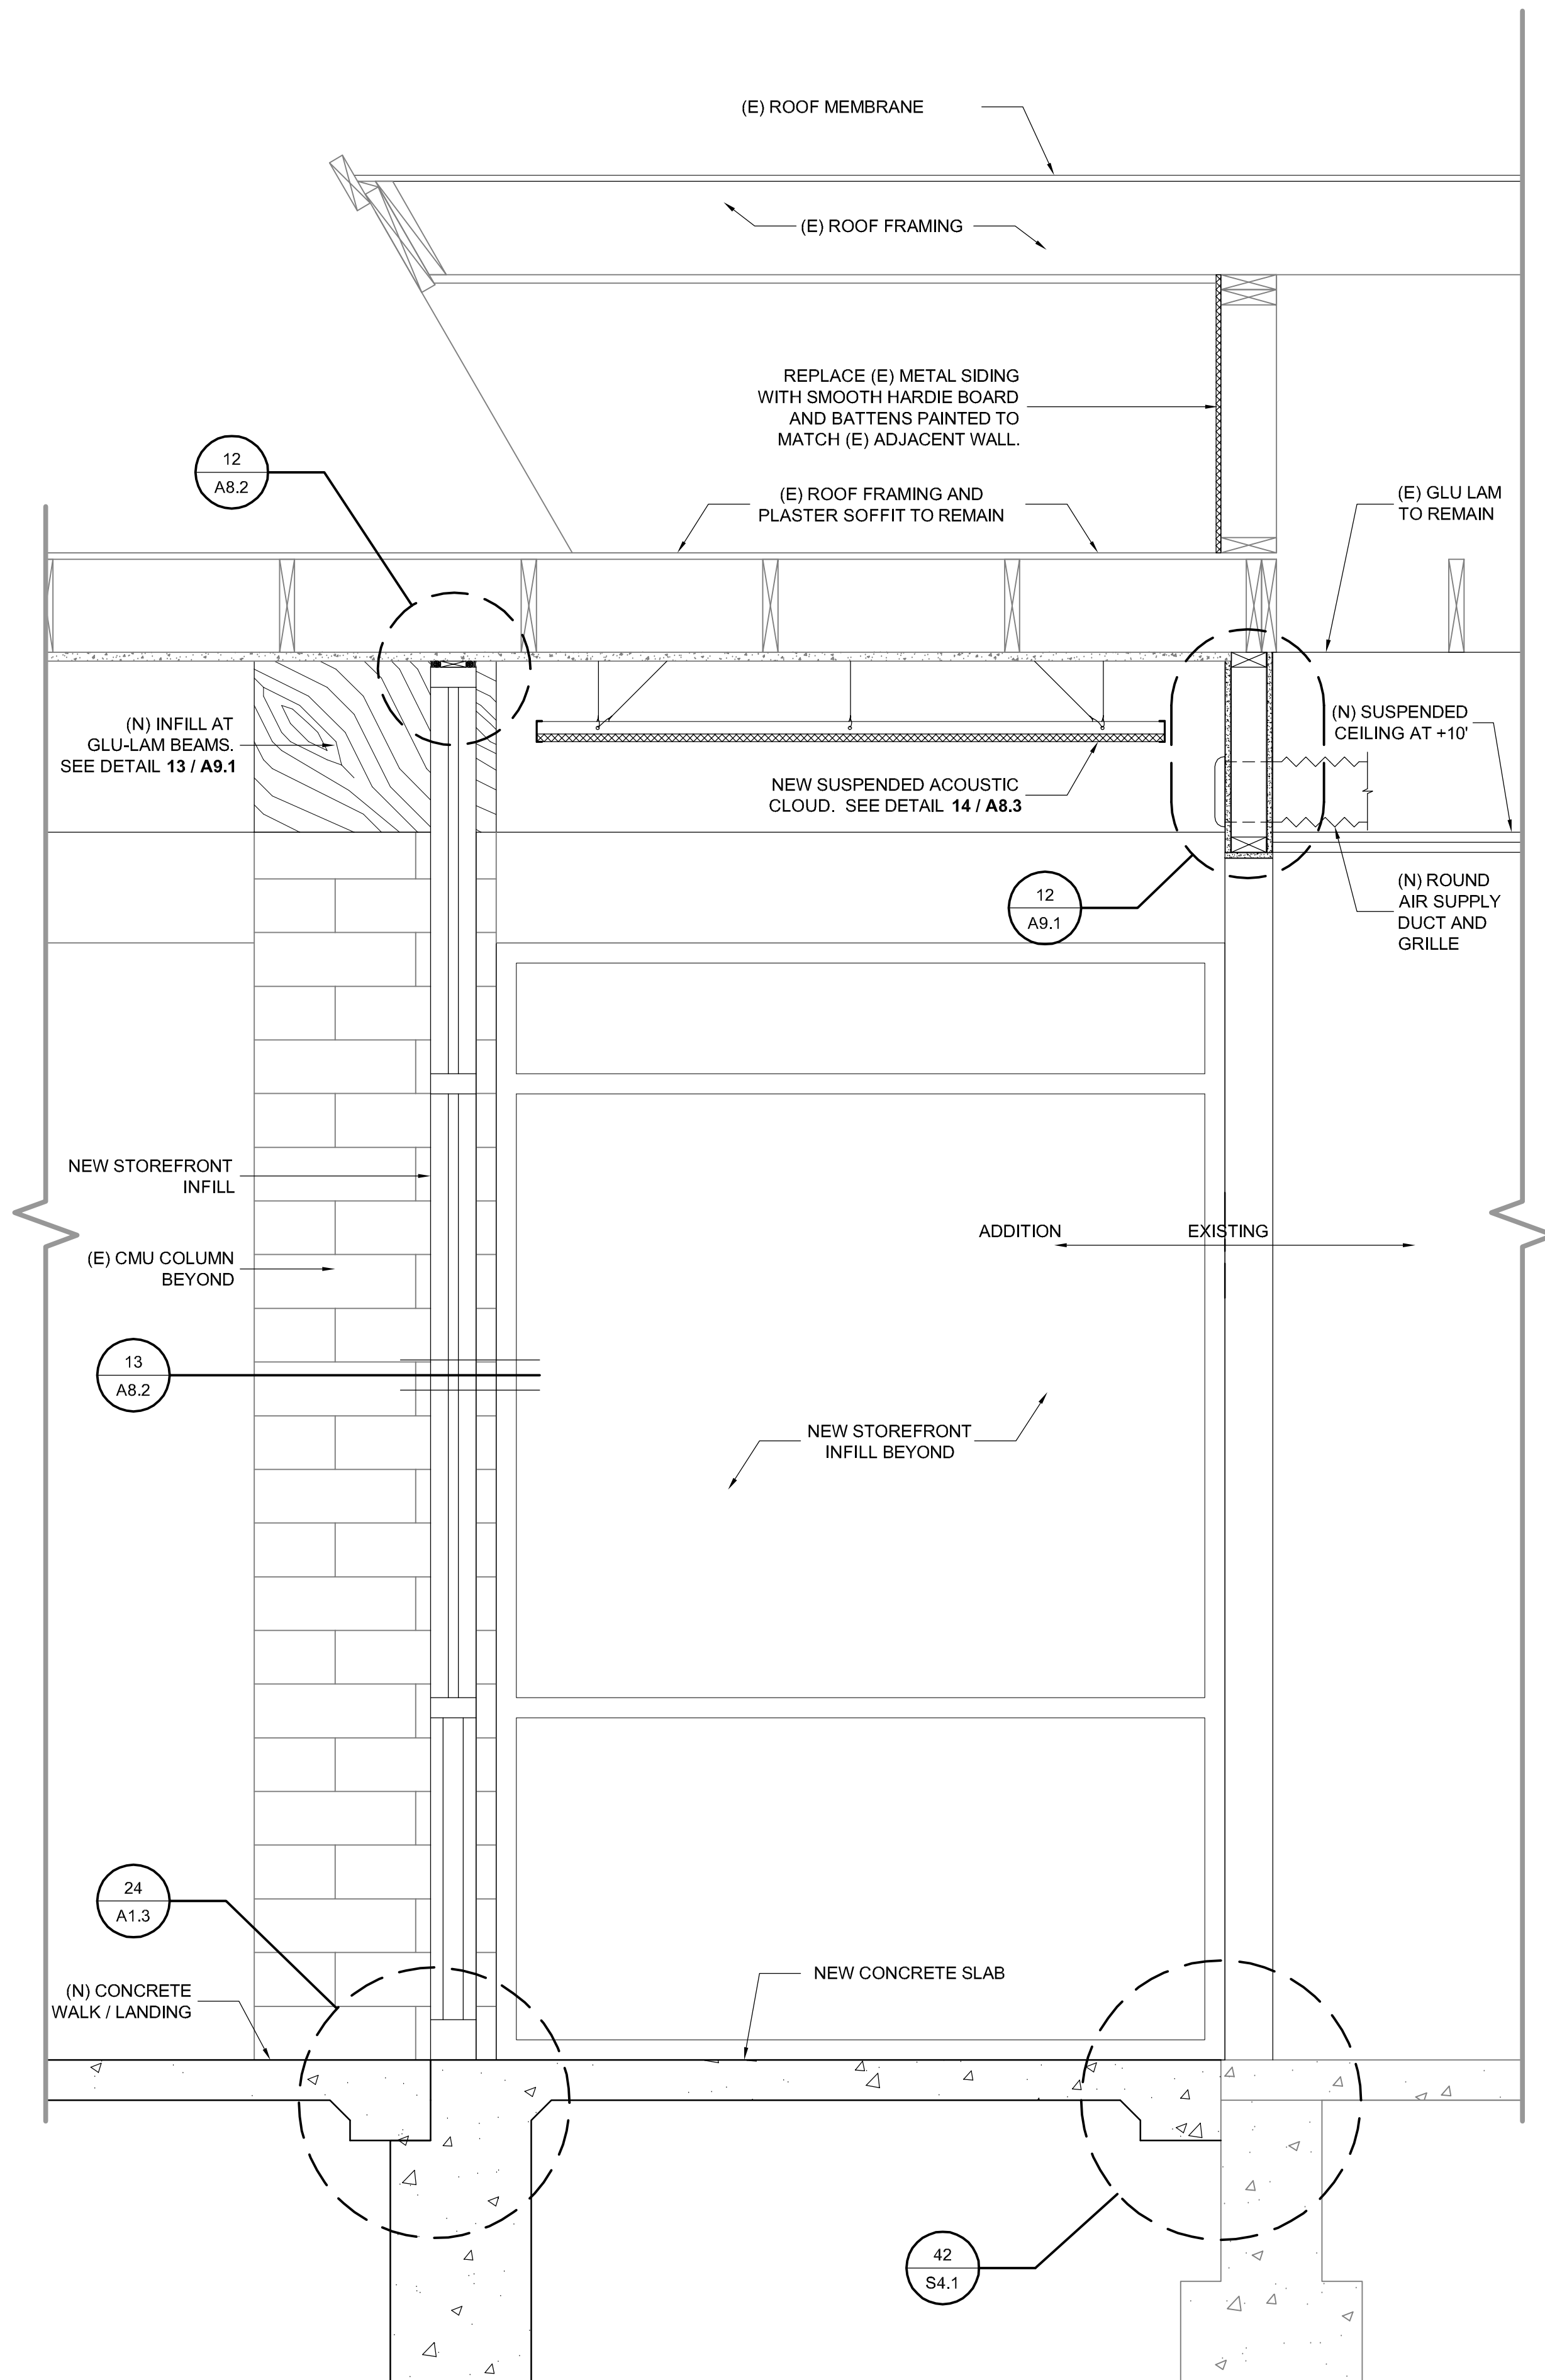 (E) ROOF MEMBRANE
(E) ROOF FRAMING
REPLACE (E) METAL SIDING
WITH SMOOTH HARDIE BOARD
AND BATTENS PAINTED TO
MATCH (E) ADJACENT WALL.
12
A8.2
(E) ROOF FRAMING AND
PLASTER SOFFIT TO REMAIN
(E) GLU LAM
TO REMAIN
(N) INFILL AT
GLU-LAM BEAMS.
SEE DETAIL 13 / A9.1
(N) SUSPENDED
CEILING AT +10'
NEW SUSPENDED ACOUSTIC
CLOUD. SEE DETAIL 14 / A8.3
12
A9.1
(N) ROUND
AIR SUPPLY
DUCT AND
GRILLE
NEW STOREFRONT
INFILL
ADDITION EXISTING
(E) CMU COLUMN
BEYOND
13
A8.2
NEW STOREFRONT
INFILL BEYOND
24
A1.3
(N) CONCRETE
WALK / LANDING
NEW CONCRETE SLAB
42
S4.1